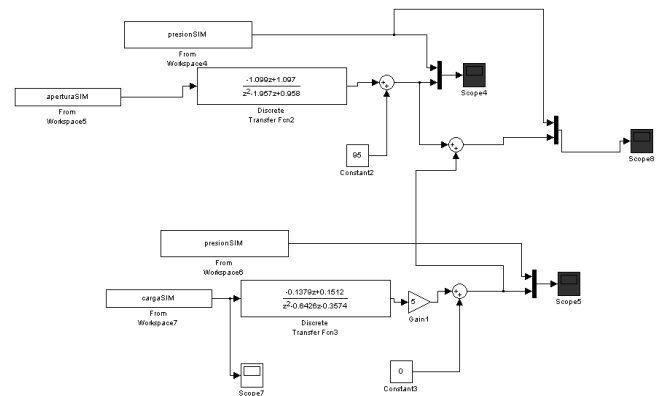 presionSIM
From
Workspace4
Scope4
-1.099z+1.097
z2-1.957z+0.958
Discrete
Transfer Fcn2
aperturaSIM
From
Workspace5
95
Constant2
Scope8
presionSIM
From
Workspace6
Scope5
cargaSIM
From
Workspace7
-0.1379z+0.1512
z2-0.6426z-0.3574
Discrete
Transfer Fcn3
5
Gain1
0
Constant3
Scope7